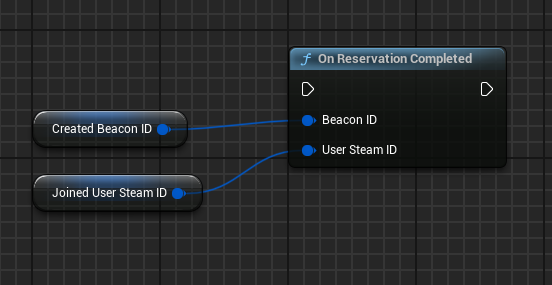 On Reservation Completed
Created Beacon ID
Beacon ID
User Steam ID
Joined User Steam ID